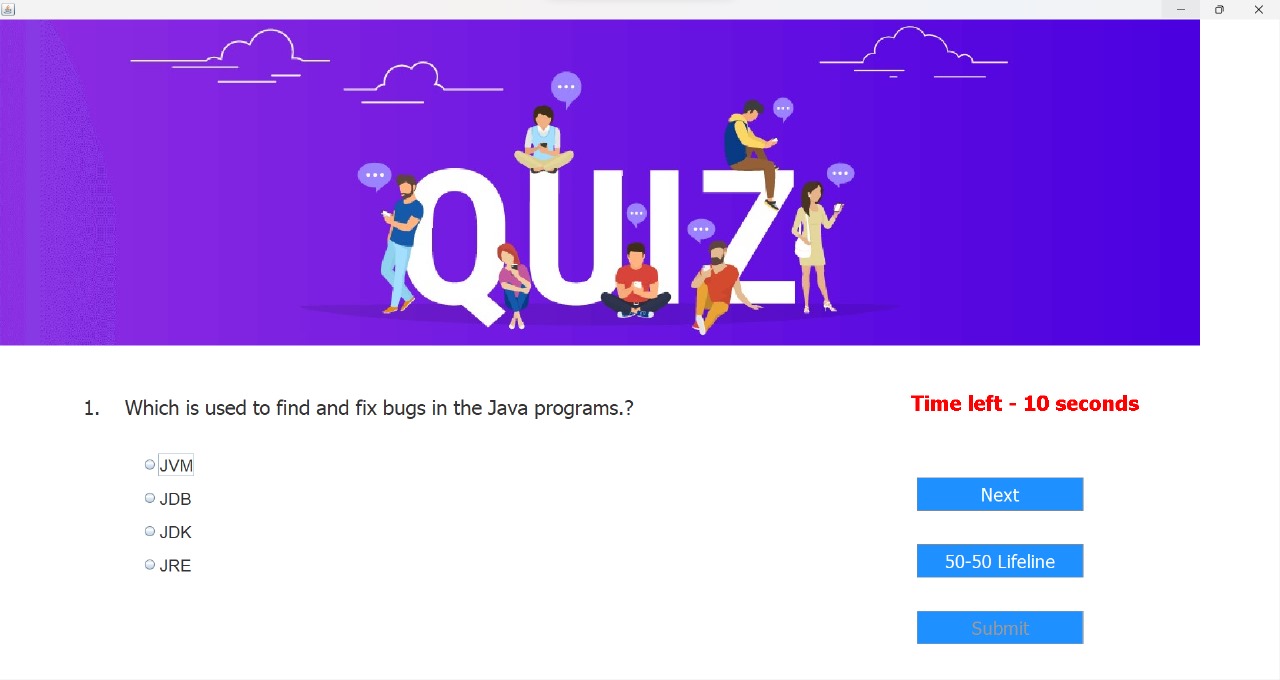 QUIZ
1. Which is used to find and fix bugs in the Java programs.?
Time left - 10 seconds
JVM
JDB
JDK
JRE
Next
50-50 Lifeline
Submit